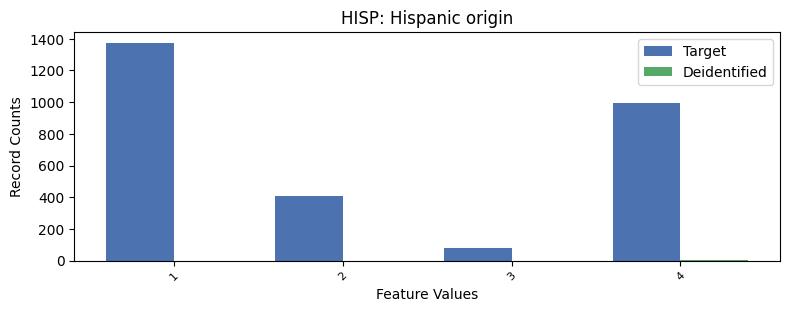 HISP: Hispanic origin
Target
Deidentified
Record Counts
1400
1200
1000
800
600
400
200
0
1
2
3
4
Feature Values